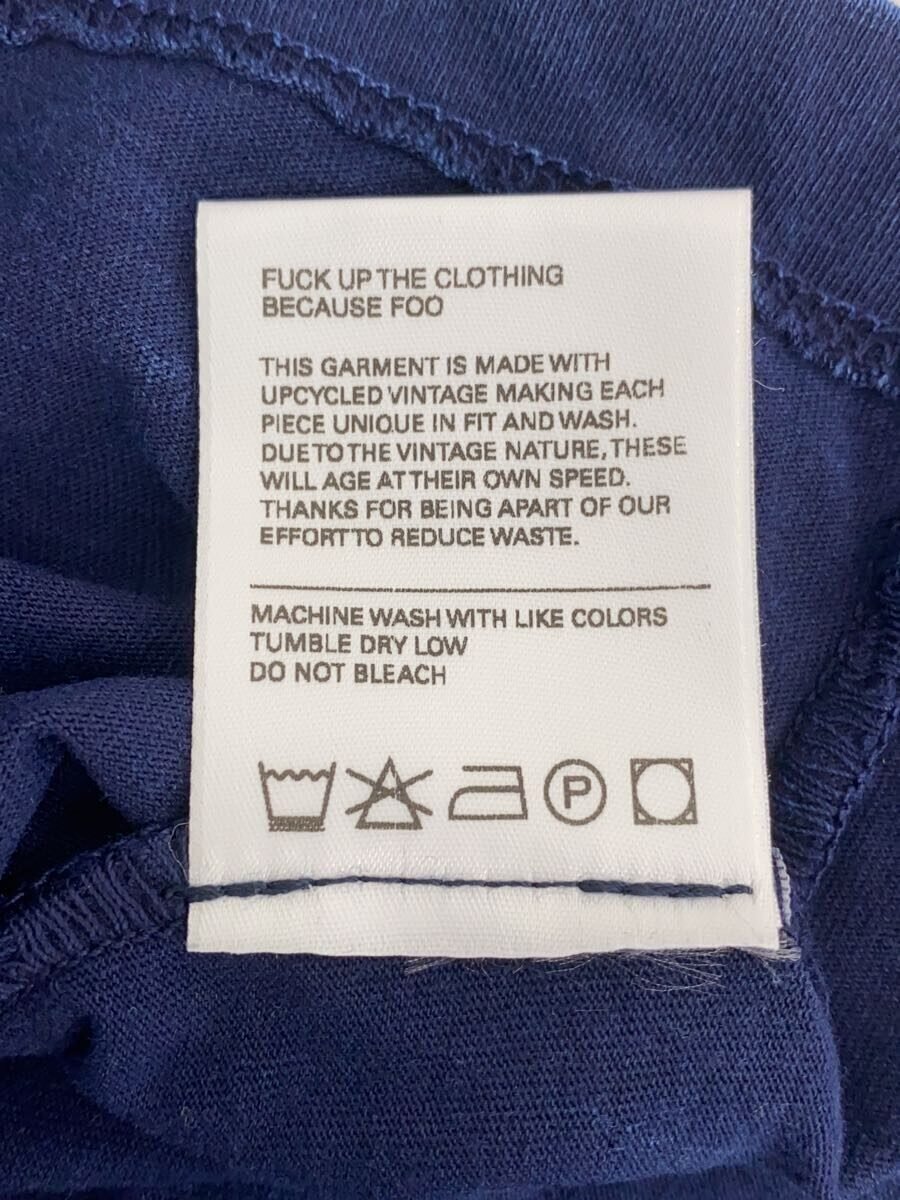 FUCK UP THE CLOTHING
BECAUSE FOO
THIS GARMENT IS MADE WITH
UPCYCLED VINTAGE MAKING EACH
PIECE UNIQUE IN FIT AND WASH.
DUE TO THE VINTAGE NATURE, THESE
WILL AGE AT THEIR OWN SPEED.
THANKS FOR BEING APART OF OUR
EFFORT TO REDUCE WASTE.
MACHINE WASH WITH LIKE COLORS
TUMBLE DRY LOW
DO NOT BLEACH
P